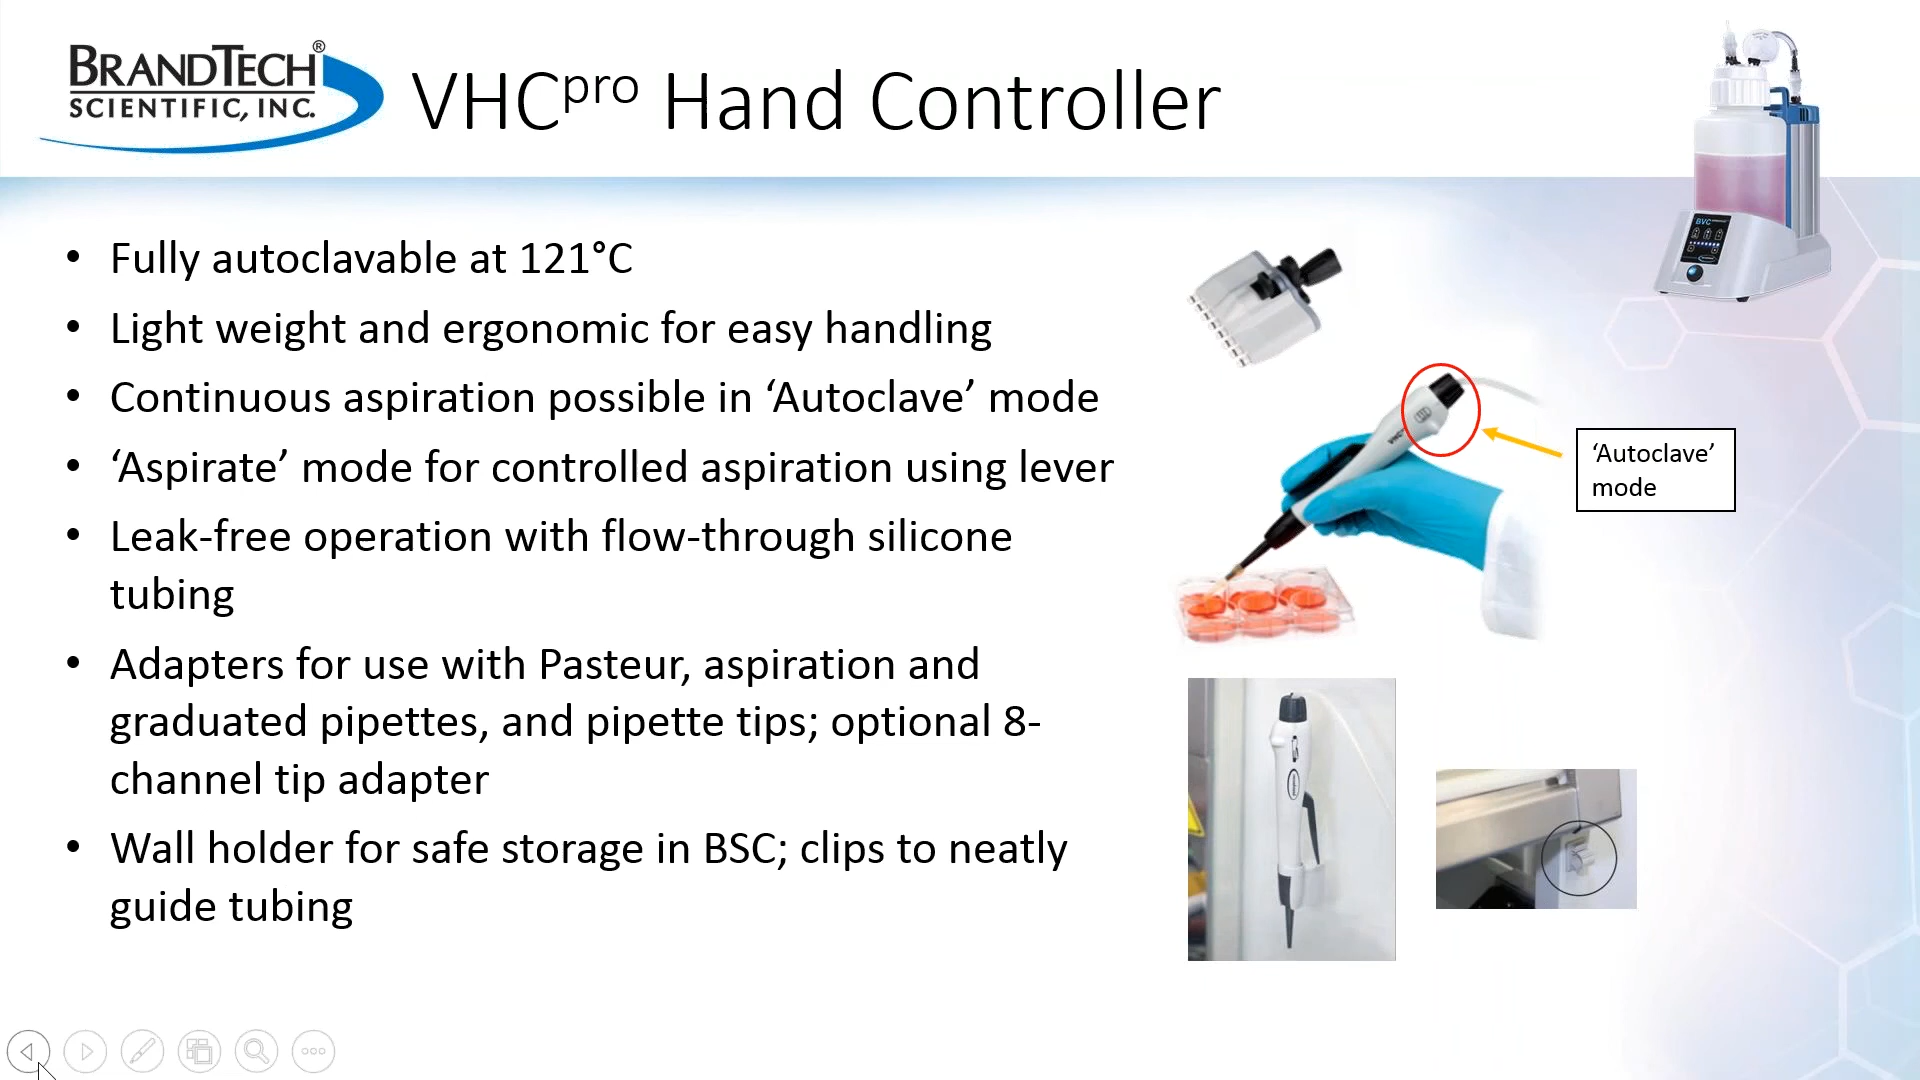 BRANDTECH®
SCIENTIFIC, INC.
VHCpro Hand Controller
BVC
• Fully autoclavable at 121°C
• Light weight and ergonomic for easy handling
• Continuous aspiration possible in ‘Autoclave’ mode
• ‘Aspirate’ mode for controlled aspiration using lever
• Leak-free operation with flow-through silicone
tubing
• Adapters for use with Pasteur, aspiration and
graduated pipettes, and pipette tips; optional 8-
channel tip adapter
• Wall holder for safe storage in BSC; clips to neatly
guide tubing
VHC
‘Autoclave’
mode